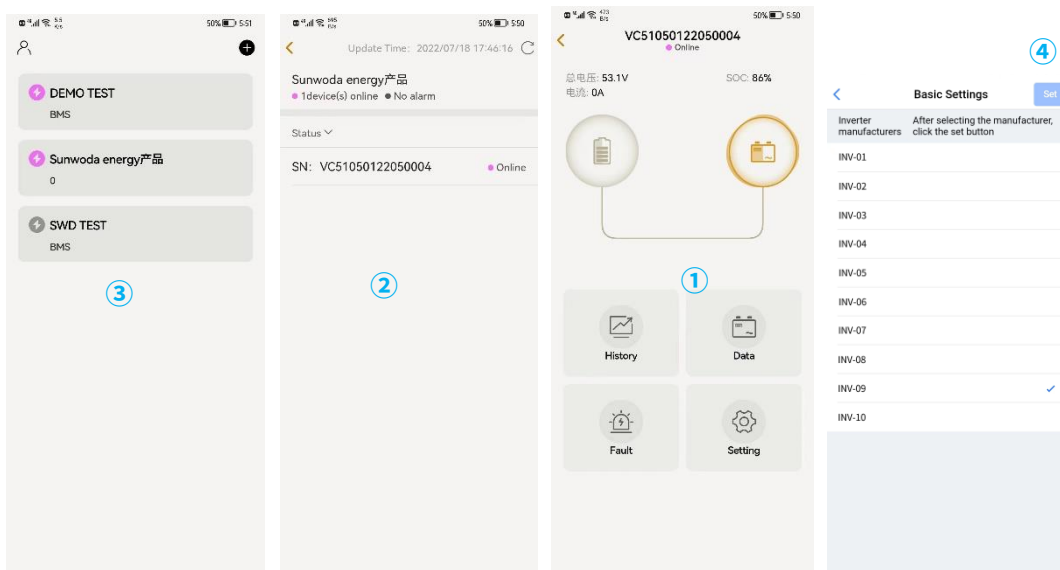 50% 5:51
DEMO TEST
BMS
Sunwoda energy产品
0
SWD TEST
BMS
③
50% 5:50
Update Time: 2022/07/18 17:46:16
Sunwoda energy产品
1device(s) online No alarm
Status
SN: VC51050122050004 Online
②
50% 5:50
VC51050122050004
Online
总电压: 53.1V SOC: 86%
电流: 0A
①
History Data
Fault Setting
④
Basic Settings Set
Inverter manufacturers After selecting the manufacturer,
click the set button
INV-01
INV-02
INV-03
INV-04
INV-05
INV-06
INV-07
INV-08
INV-09
INV-10